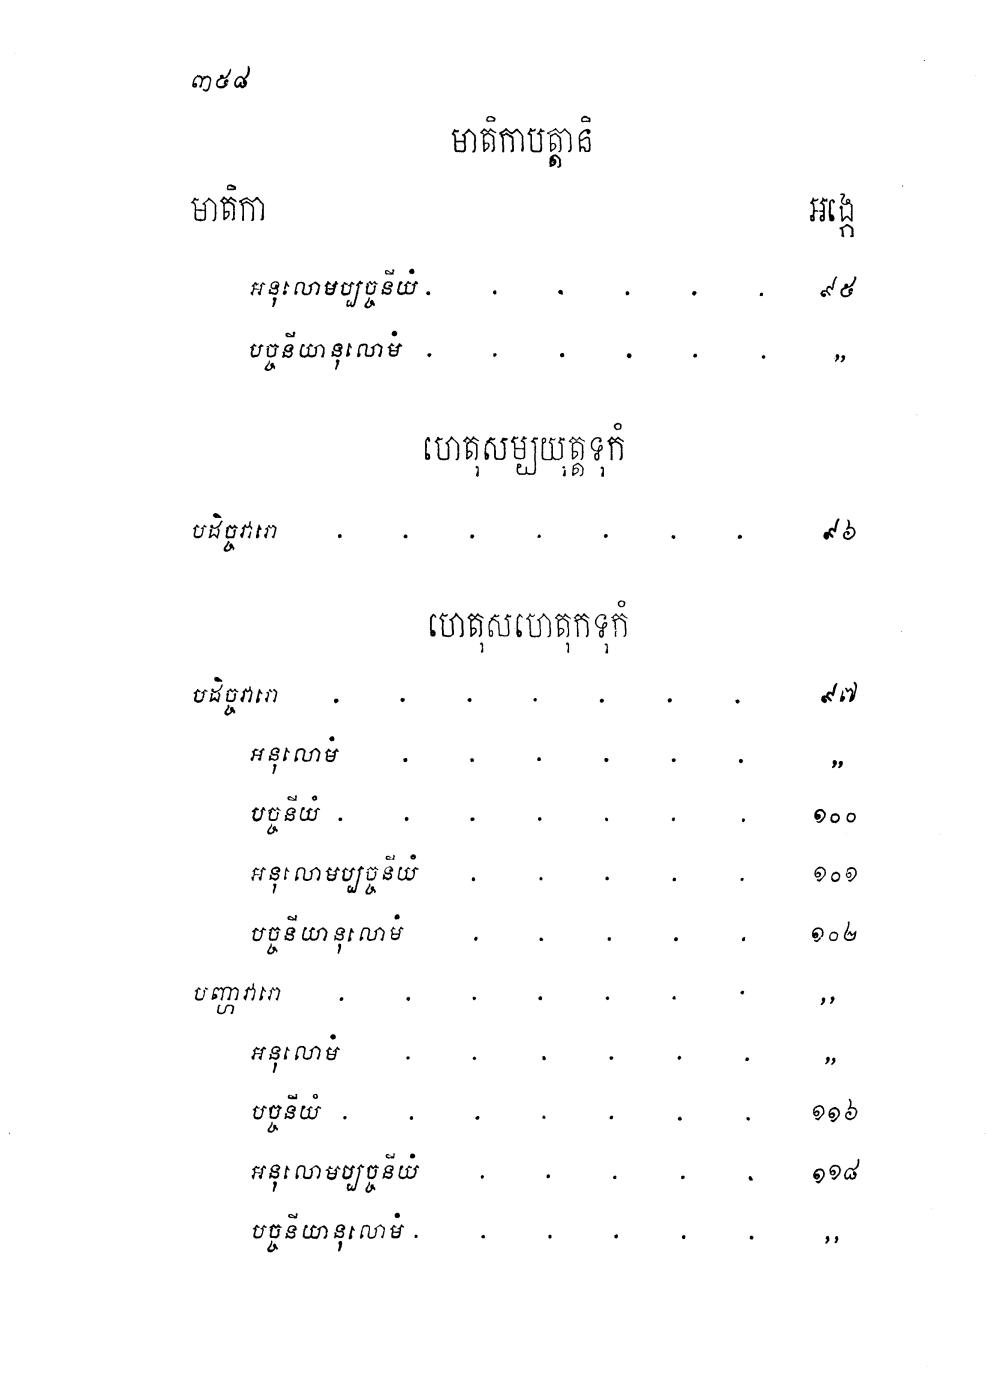 ៣៥៨
មាតិកាបត្តានិ
មាតិកា អង្កេ
អនុលោមប្បច្ចនីយំ . . . . . . ៩៥
បច្ចនីយានុលោមំ . . . . . . ,,
ហេតុសម្បយុត្តទុកំ
បដិច្ចវារោ . . . . . . . ៩៦
ហេតុសហេតុកទុកំ
បដិច្ចវារោ . . . . . . . ៩៧
អនុលោមំ . . . . . . ,,
បច្ចនីយំ . . . . . . . ១០០
អនុលោមប្បច្ចនីយំ . . . . . ១០១
បច្ចនីយានុលោមំ . . . . . ១០២
បញ្ហាវារោ . . . . . . . ,,
អនុលោមំ . . . . . . ,,
បច្ចនីយំ . . . . . . . ១១៦
អនុលោមប្បច្ចនីយំ . . . . . ១១៨
បច្ចនីយានុលោមំ . . . . . . ,,